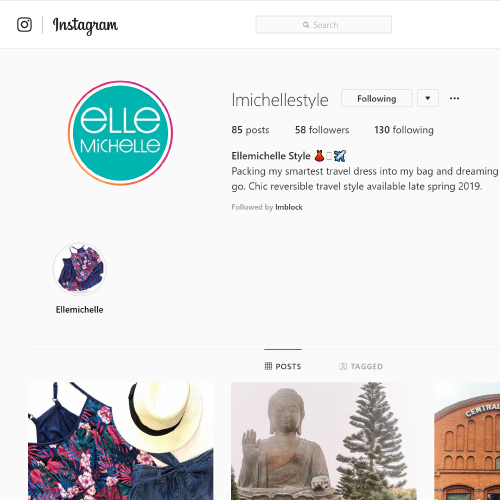 Instagram
Search
lmichellestyle
Following
85 posts 58 followers 130 following
ELLE
MiCHELLE
Ellemichelle Style
Packing my smartest travel dress into my bag and dreaming
go. Chic reversible travel style available late spring 2019.
Followed by lmblock
Ellemichelle
POSTS
TAGGED
CENTRAL